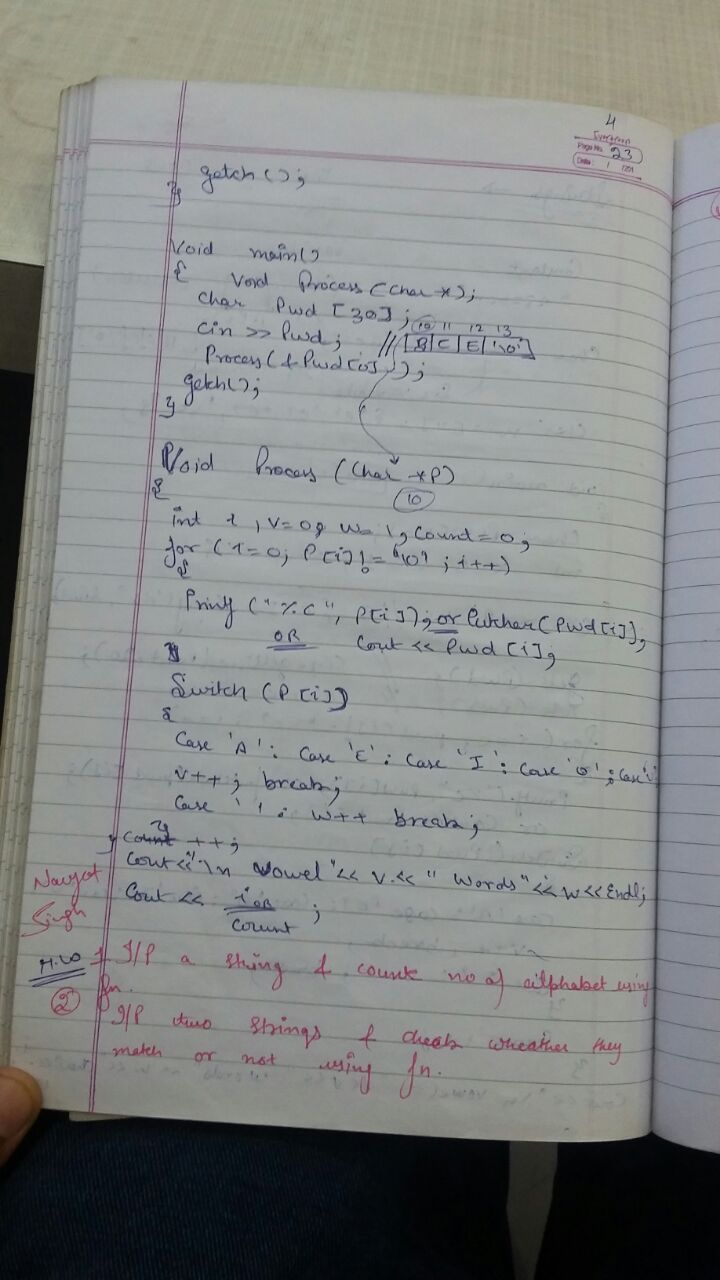 4
Page No. 23
Date: / /201
getch();
}
Void main()
{ Void Process (char *);
char Pwd [30];
10 11 12 13
cin >> Pwd; // B C E '\0'
Process(&Pwd[0]);
getch();
}
Void Process (Char *P)
10
{
int i, V=0, w=1, Count=0;
for (i=0; P[i]!='\0'; i++)
{
Printf ("%c", P[i]); or Putchar(Pwd[i]);
OR Cout << Pwd [i];
Switch (P[i])
{
Case 'A': Case 'E': Case 'I': Case 'O': Case
V++; break;
Case ' ': w++ break;
}
} Count ++;
Cout<<"\n Vowel"<< V<<" Words"<<w<<Endl;
Cout << i OR ;
Count
Navjot
Singh
H.W 1 I/P a string & count no of alphabet using
fn.
2 I/P two strings & check wheather they
match or not using fn.